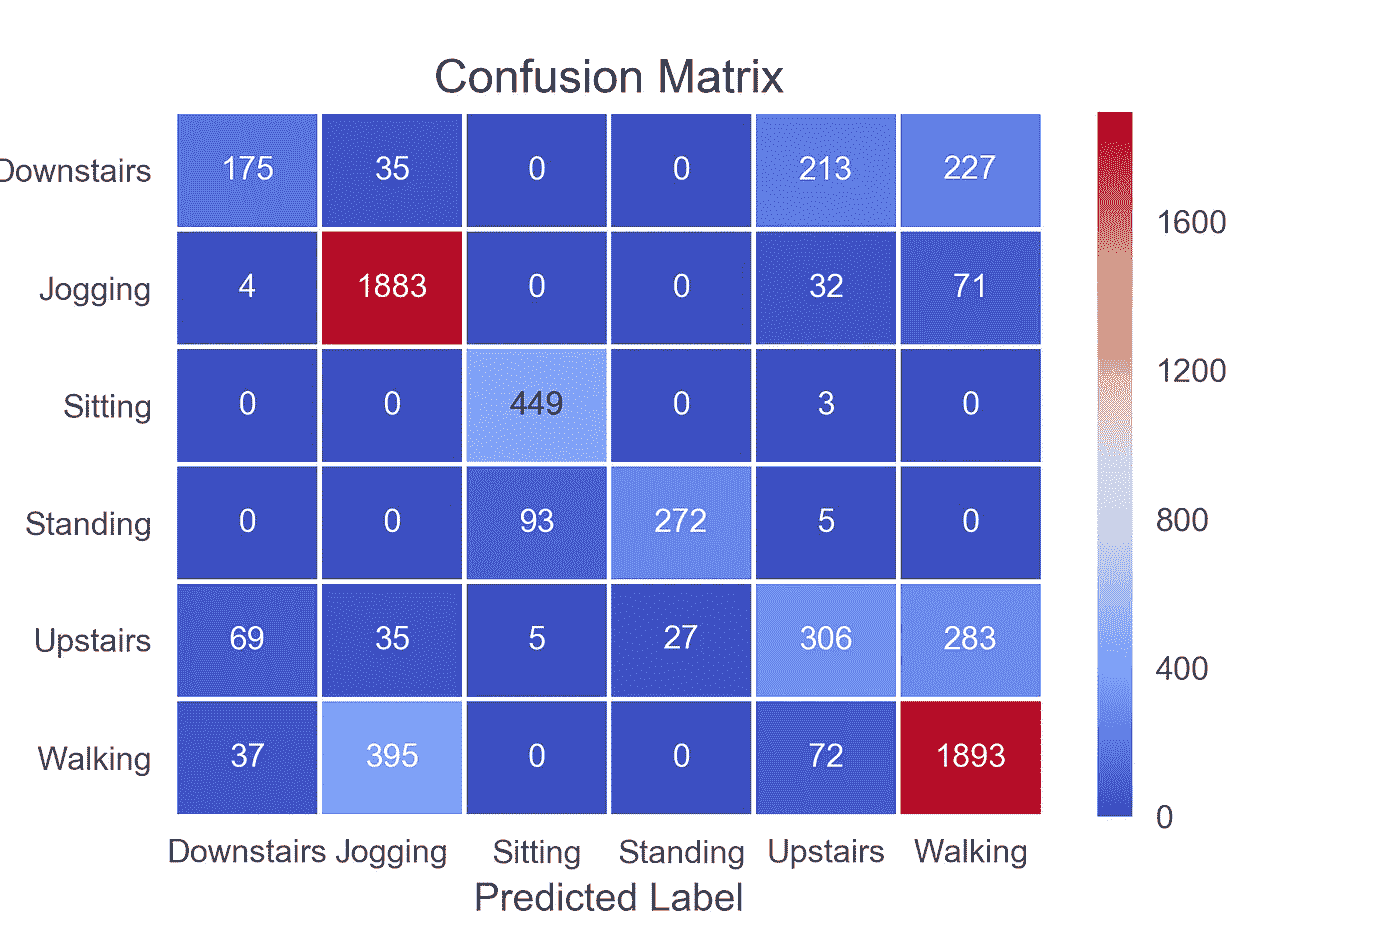 Confusion Matrix
Downstairs 175 35 0 0 213 227
Jogging 4 1883 0 0 32 71
Sitting 0 0 449 0 3 0
Standing 0 0 93 272 5 0
Upstairs 69 35 5 27 306 283
Walking 37 395 0 0 72 1893
Downstairs Jogging Sitting Standing Upstairs Walking
Predicted Label
1600
1200
800
400
0